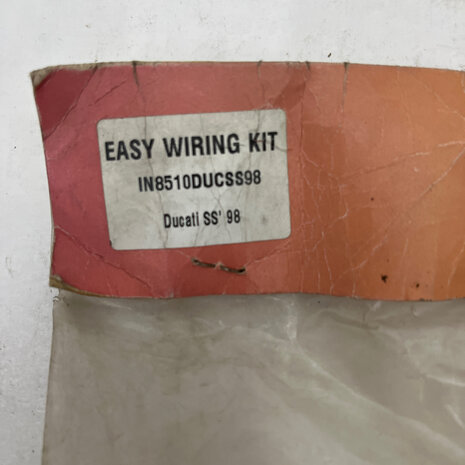 EASY WIRING KIT
IN8510DUCSS98
Ducati SS' 98